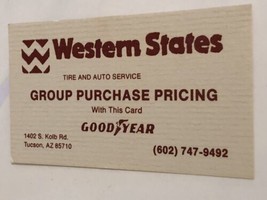 Western States
TIRE AND AUTO SERVICE
GROUP PURCHASE PRICING
With This Card
GOODYEAR
1402 S. Kolb Rd.
Tucson, AZ 85710
(602) 747-9492